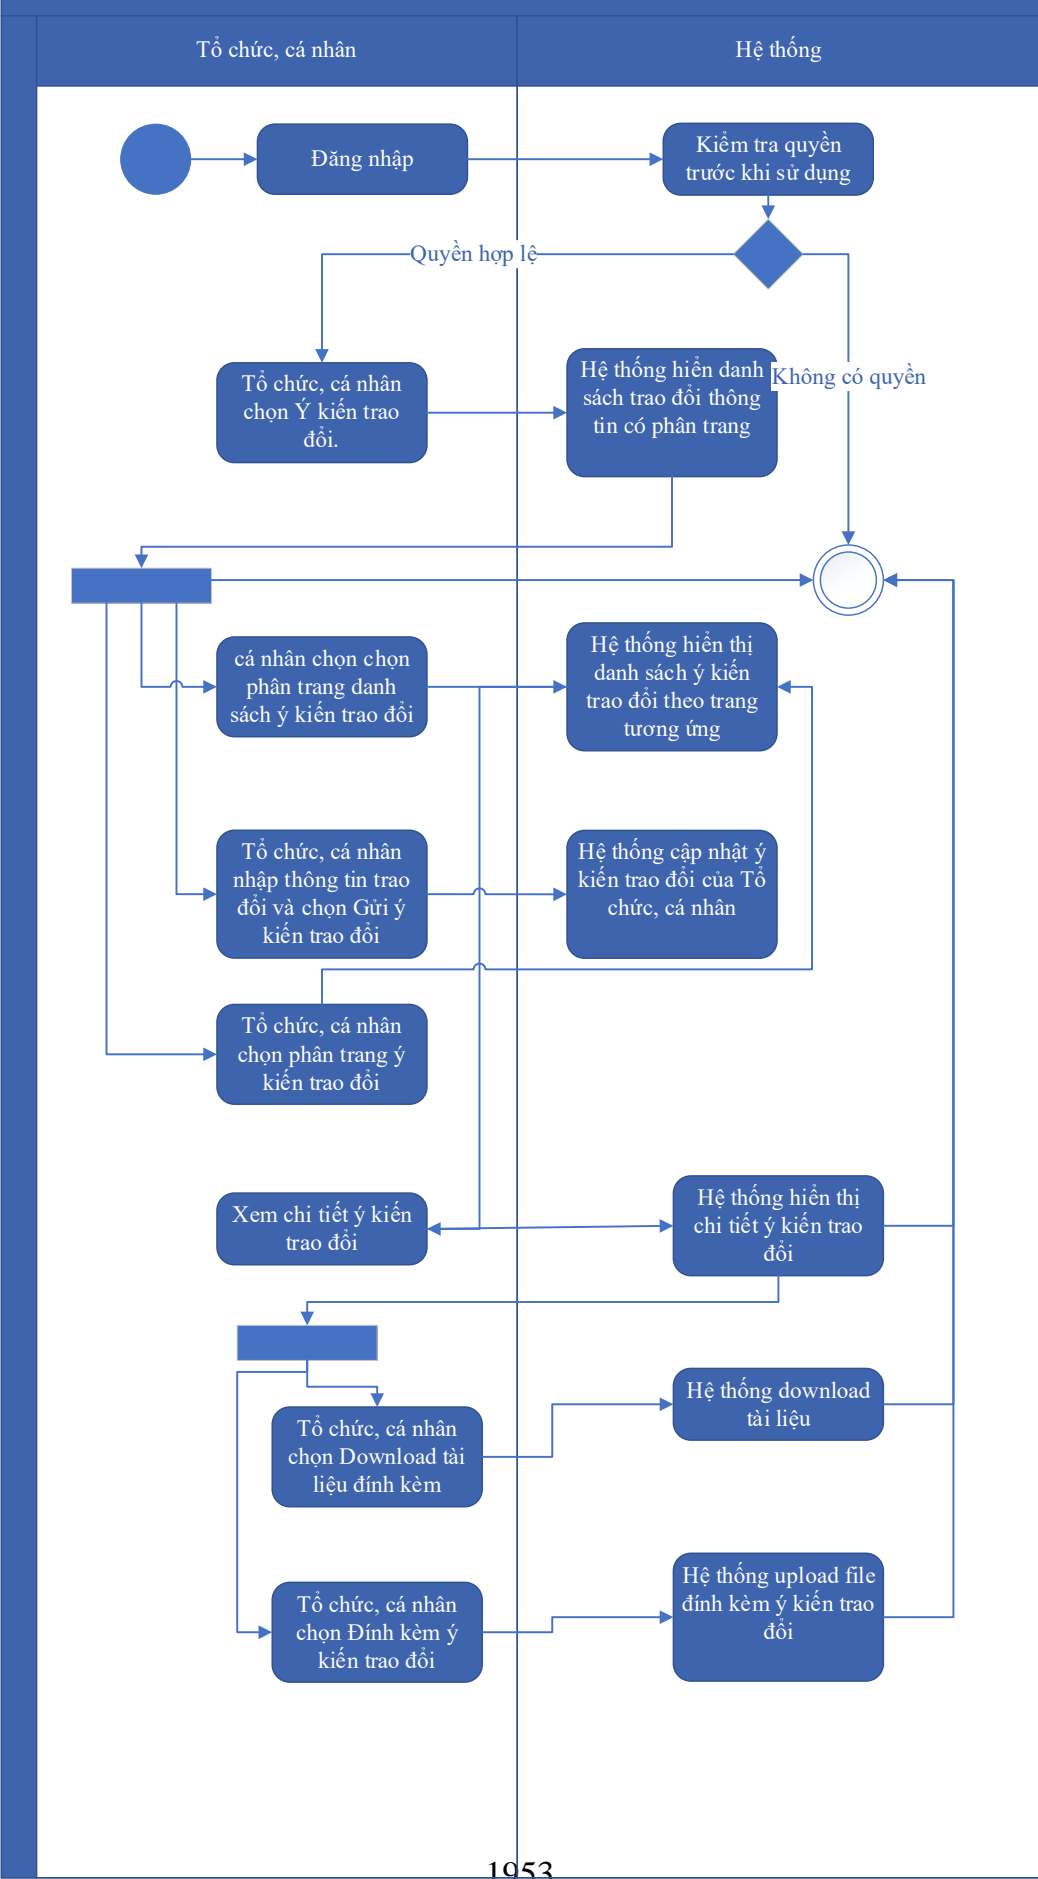 Tổ chức, cá nhân
Hệ thống
Đăng nhập
Kiểm tra quyền
trước khi sử dụng
Quyền hợp lệ
Tổ chức, cá nhân
chọn Ý kiến trao
đổi.
Hệ thống hiển danh
sách trao đổi thông
tin có phân trang
Không có quyền
cá nhân chọn chọn
phân trang danh
sách ý kiến trao đổi
Hệ thống hiển thị
danh sách ý kiến
trao đổi theo trang
tương ứng
Tổ chức, cá nhân
nhập thông tin trao
đổi và chọn Gửi ý
kiến trao đổi
Hệ thống cập nhật ý
kiến trao đổi của Tổ
chức, cá nhân
Tổ chức, cá nhân
chọn phân trang ý
kiến trao đổi
Xem chi tiết ý kiến
trao đổi
Hệ thống hiển thị
chi tiết ý kiến trao
đổi
Tổ chức, cá nhân
chọn Download tài
liệu đính kèm
Hệ thống download
tài liệu
Tổ chức, cá nhân
chọn Đính kèm ý
kiến trao đổi
Hệ thống upload file
đính kèm ý kiến trao
đổi
1953